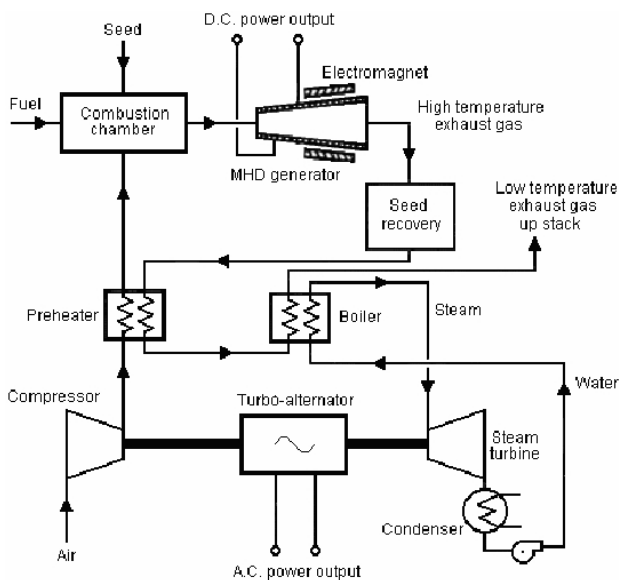 D.C. power output
Seed
Electromagnet
Fuel
Combustion
chamber
High temperature
exhaust gas
MHD generator
Seed
recovery
Low temperature
exhaust gas
up stack
Preheater
Boiler
Steam
Water
Compressor
Turbo-alternator
Steam
turbine
Condenser
Air
A.C. power output